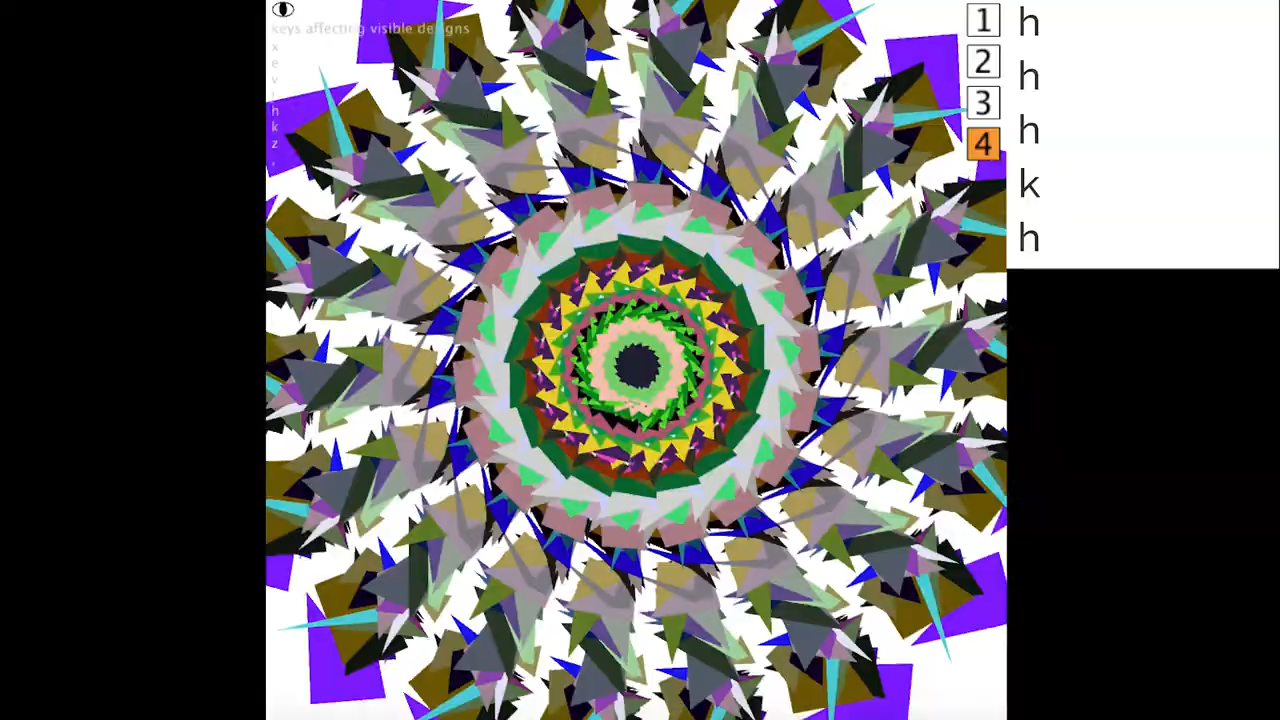 keys affecting visible designs
x
e
v
h
k
z
,
1 h
2 h
3 h
4 k
h